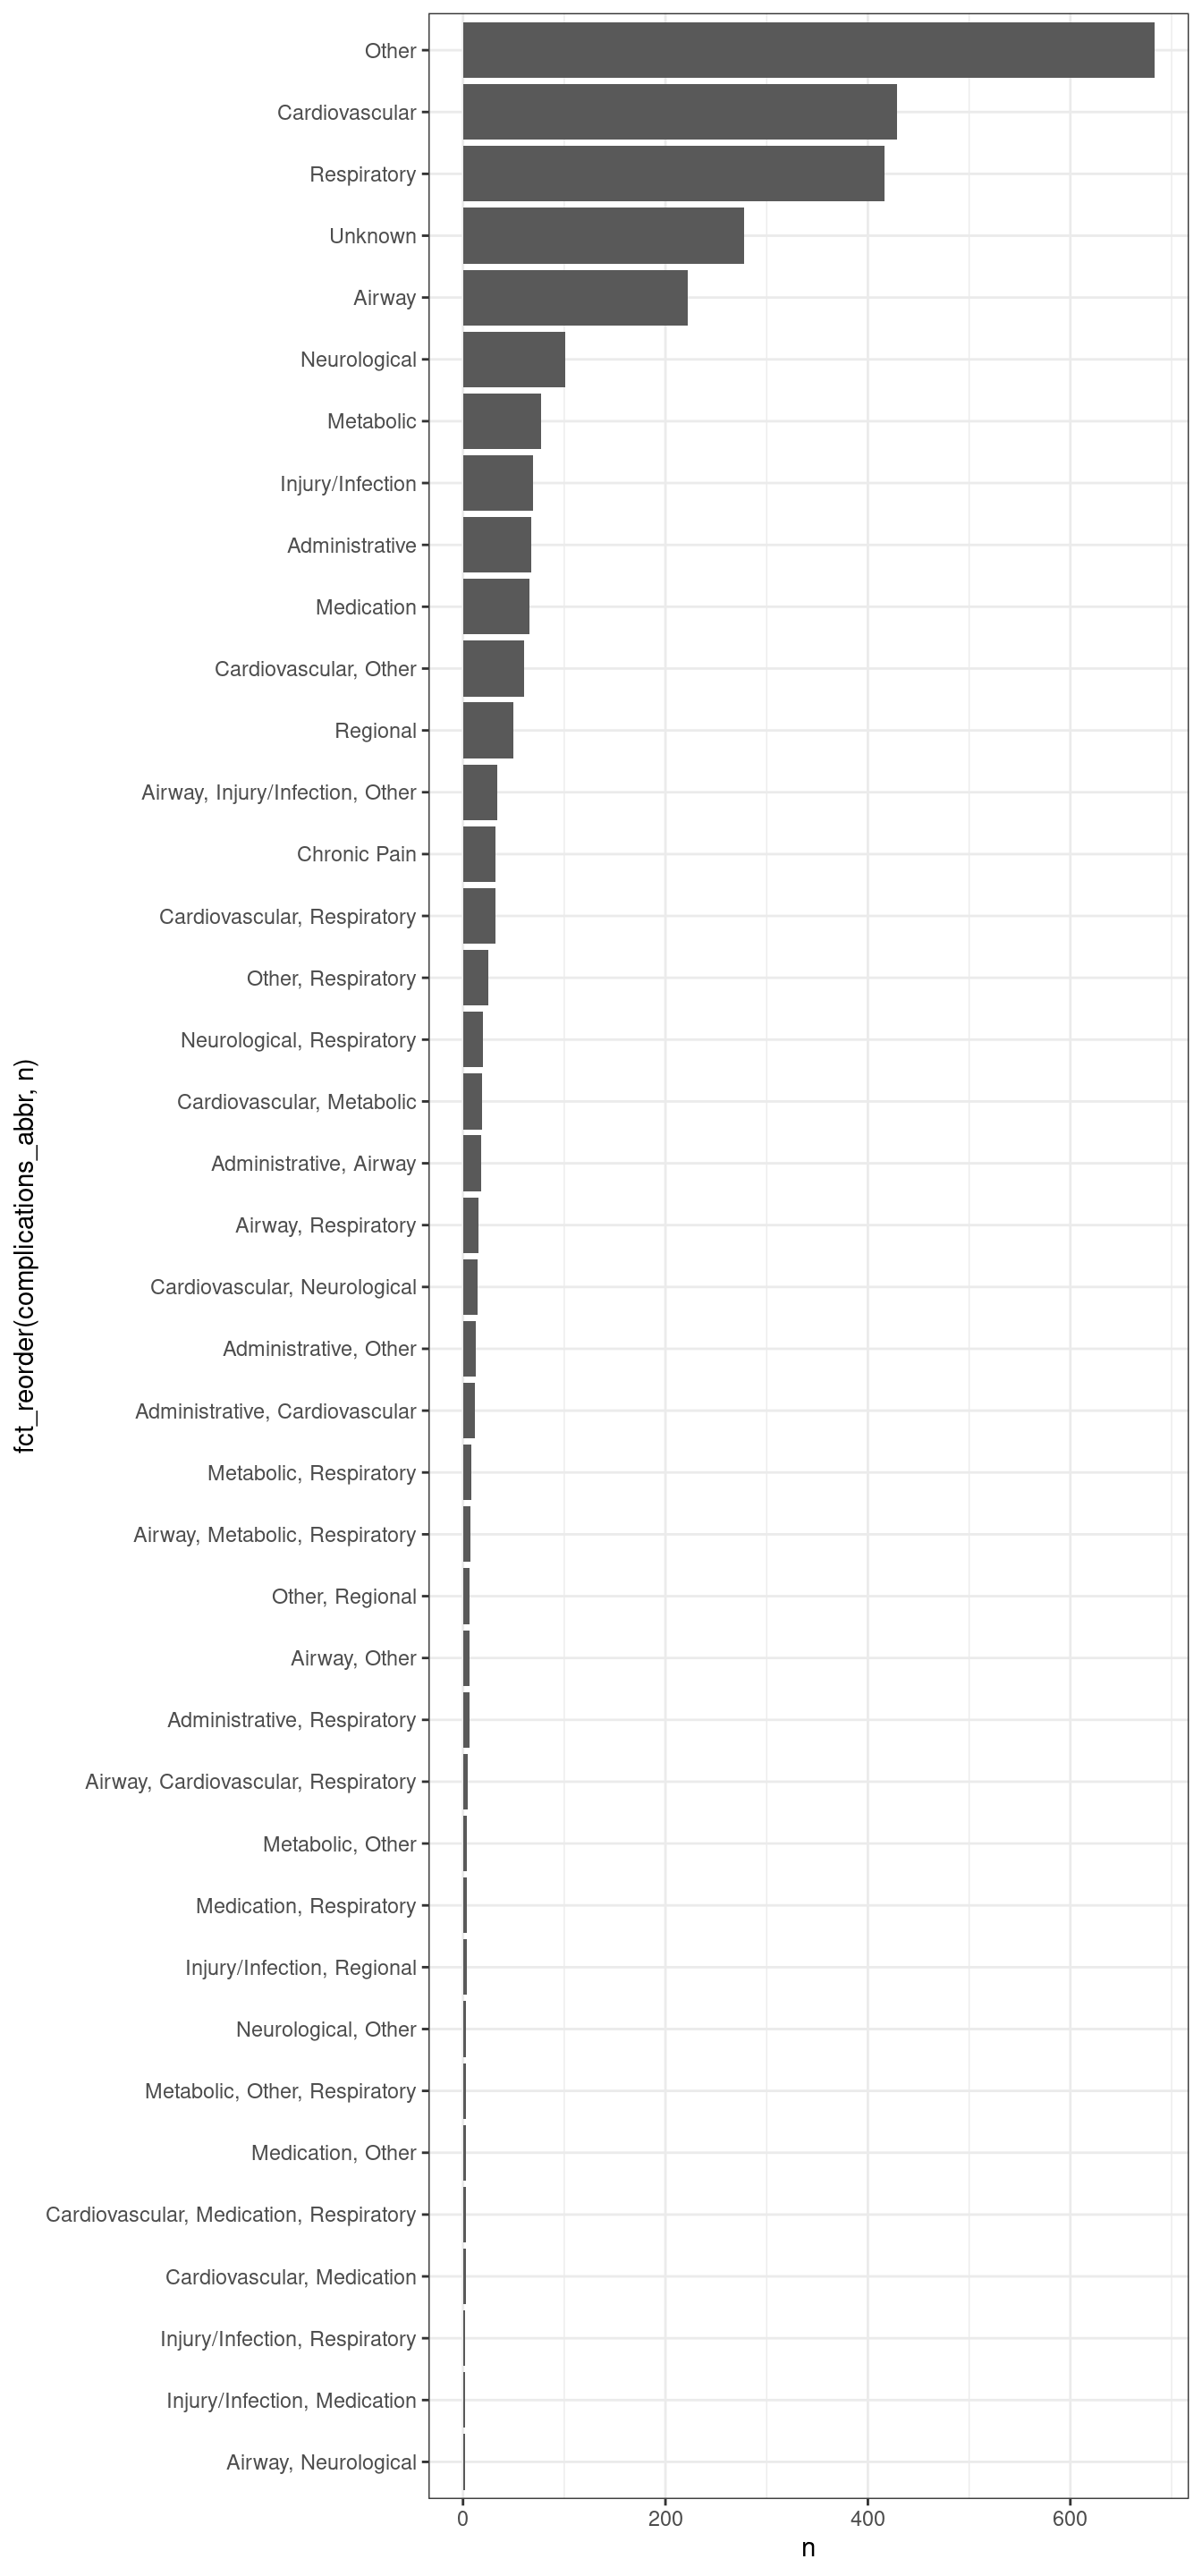 Other
Cardiovascular
Respiratory
Unknown
Airway
Neurological
Metabolic
Injury/Infection
Administrative
Medication
Cardiovascular, Other
Regional
Airway, Injury/Infection, Other
Chronic Pain
Cardiovascular, Respiratory
Other, Respiratory
Neurological, Respiratory
Cardiovascular, Metabolic
Administrative, Airway
Airway, Respiratory
Cardiovascular, Neurological
Administrative, Other
Administrative, Cardiovascular
Metabolic, Respiratory
Airway, Metabolic, Respiratory
Other, Regional
Airway, Other
Administrative, Respiratory
Airway, Cardiovascular, Respiratory
Metabolic, Other
Medication, Respiratory
Injury/Infection, Regional
Neurological, Other
Metabolic, Other, Respiratory
Medication, Other
Cardiovascular, Medication, Respiratory
Cardiovascular, Medication
Injury/Infection, Respiratory
Injury/Infection, Medication
Airway, Neurological
fct_reorder(complications_abbr, n)
0 200 400 600
n